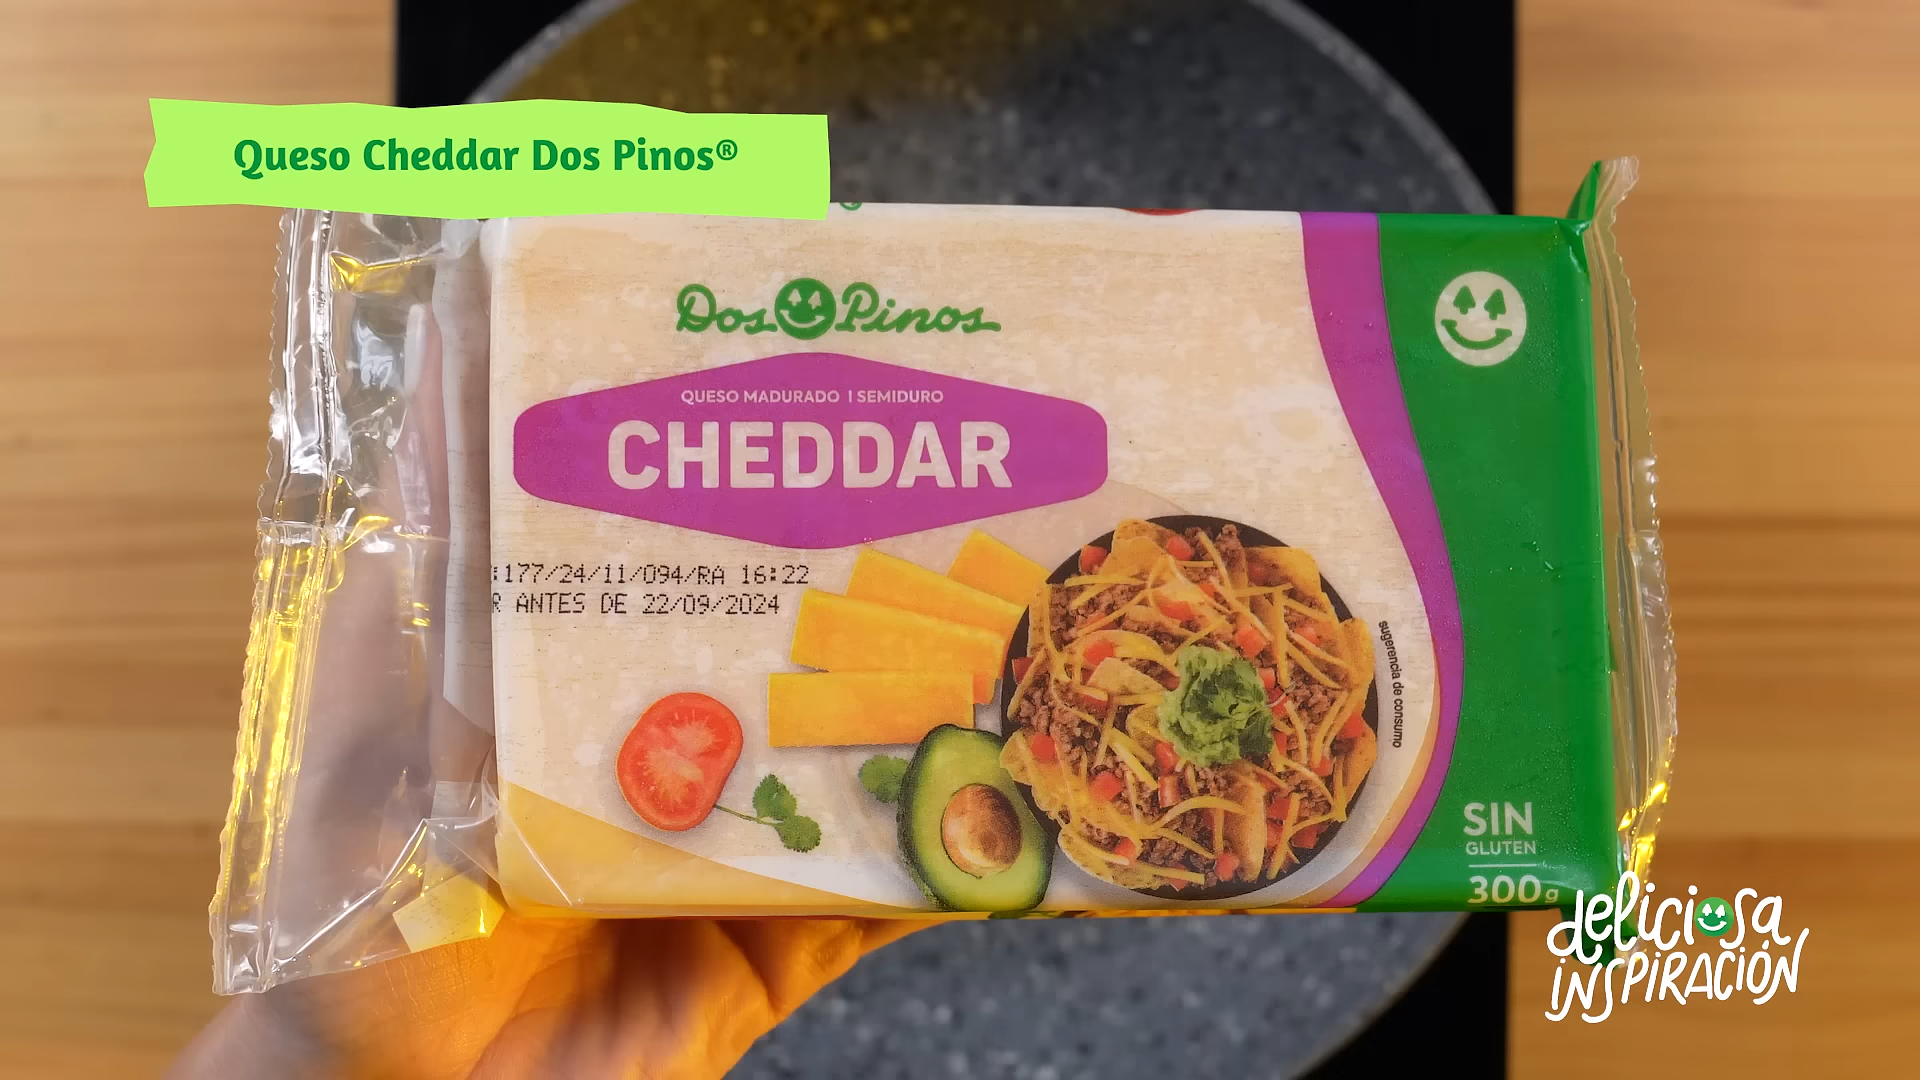 Queso Cheddar Dos Pinos®
Dos Pinos
QUESO MADURADO | SEMIDURO
CHEDDAR
:177/24/11/094/RA 16:22
R ANTES DE 22/09/2024
sugerencia de consumo
SIN
GLUTEN
300g
deliciosa
iNSPiRACiÓN